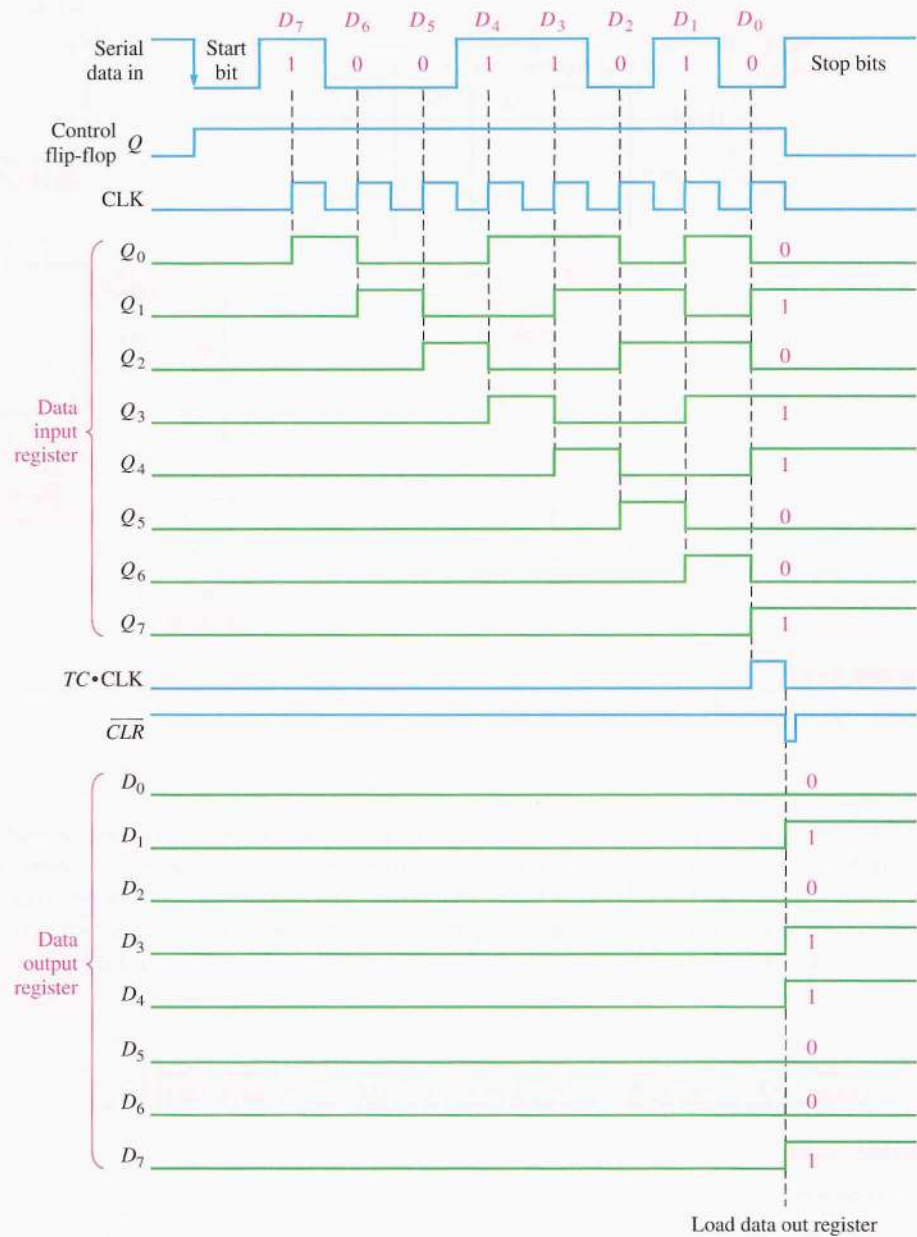 D7 D6 D5 D4 D3 D2 D1 D0
Serial data in
Start bit
1 0 0 1 1 0 1 0
Stop bits
Control flip-flop Q
CLK
Data input register
Q0 0
Q1 1
Q2 0
Q3 1
Q4 1
Q5 0
Q6 0
Q7 1
TC•CLK
C̅L̅R̅
Data output register
D0 0
D1 1
D2 0
D3 1
D4 1
D5 0
D6 0
D7 1
Load data out register